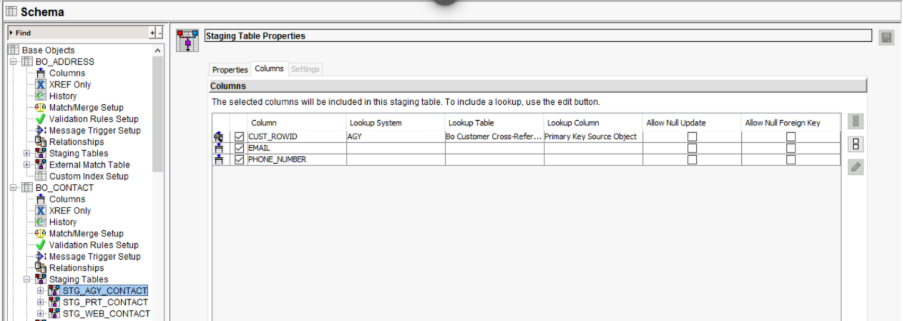 Schema
Find
+ -
Base Objects
BO_ADDRESS
Columns
XREF Only
History
Match/Merge Setup
Validation Rules Setup
Message Trigger Setup
Relationships
Staging Tables
External Match Table
Custom Index Setup
BO_CONTACT
Columns
XREF Only
History
Match/Merge Setup
Validation Rules Setup
Message Trigger Setup
Relationships
Staging Tables
STG_AGY_CONTACT
STG_PRT_CONTACT
STG_WEB_CONTACT
Staging Table Properties
Properties Columns Settings
Columns
The selected columns will be included in this staging table. To include a lookup, use the edit button.
Column Lookup System Lookup Table Lookup Column Allow Null Update Allow Null Foreign Key
CUST_ROWID AGY Bo Customer Cross-Refer... Primary Key Source Object
EMAIL
PHONE_NUMBER